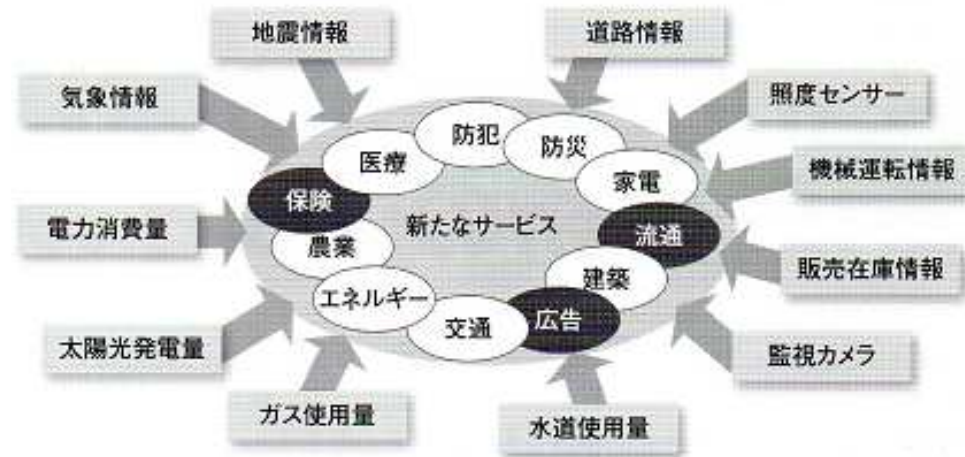 地震情報
道路情報
気象情報
照度センサー
防犯
医療
防災
機械運転情報
家電
保険
電力消費量
新たなサービス
流通
農業
販売在庫情報
建築
エネルギー
広告
交通
太陽光発電量
監視カメラ
ガス使用量
水道使用量